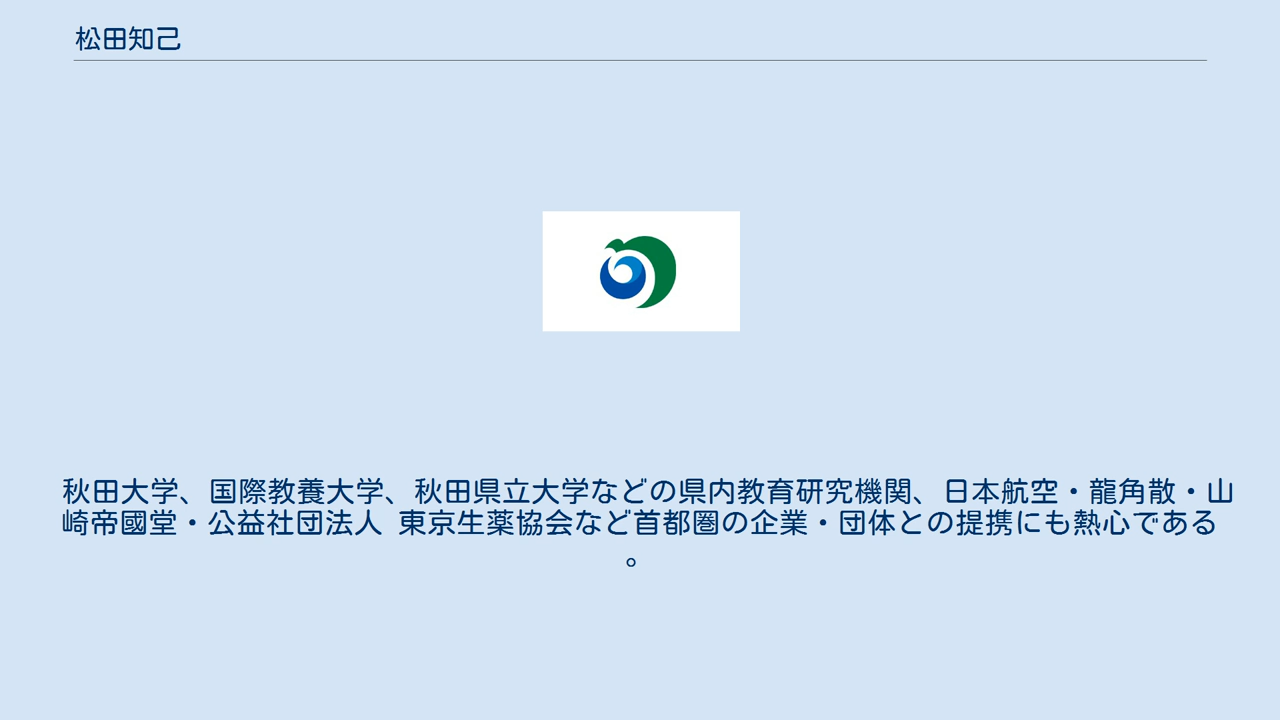 松田知己
秋田大学、国際教養大学、秋田県立大学などの県内教育研究機関、日本航空・龍角散・山
崎帝國堂・公益社団法人 東京生薬協会など首都圏の企業・団体との提携にも熱心である
。